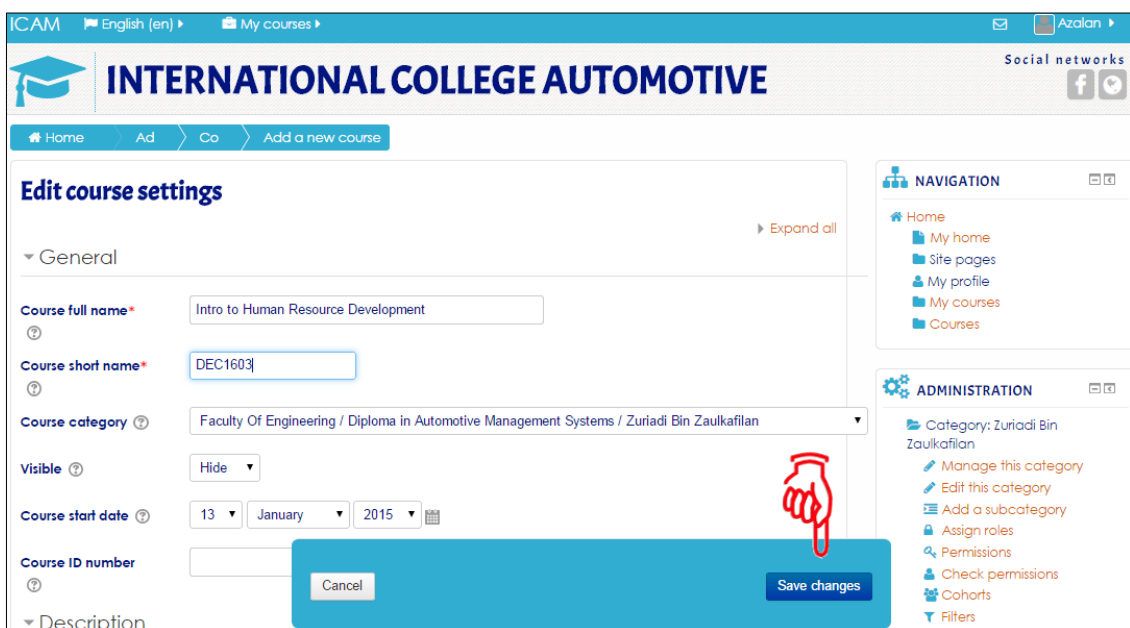 ICAM English (en) My courses Azalan
INTERNATIONAL COLLEGE AUTOMOTIVE
Social networks
Home Ad Co Add a new course
Edit course settings
Expand all
General
Course full name* Intro to Human Resource Development
Course short name* DEC1603
Course category Faculty Of Engineering / Diploma in Automotive Management Systems / Zuriadi Bin Zaulkafilan
Visible Hide
Course start date 13 January 2015
Course ID number
Cancel Save changes
Description
NAVIGATION
Home
My home
Site pages
My profile
My courses
Courses
ADMINISTRATION
Category: Zuriadi Bin
Zaulkafilan
Manage this category
Edit this category
Add a subcategory
Assign roles
Permissions
Check permissions
Cohorts
Filters